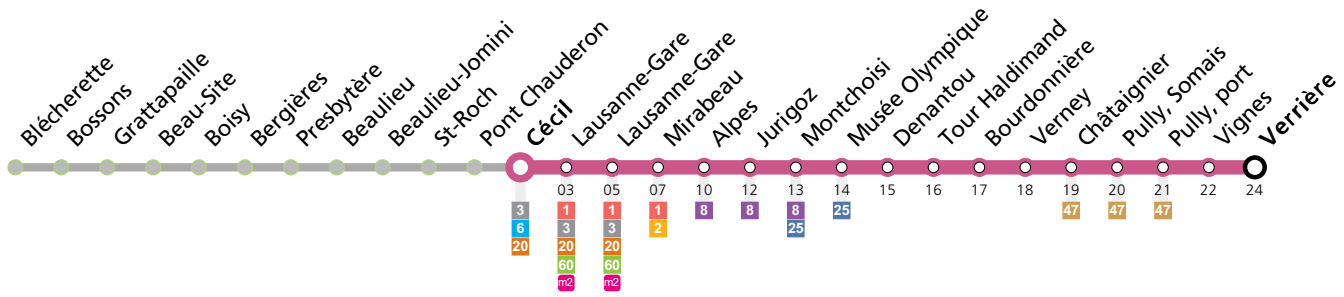 Blécherette
Bossons
Grattapaille
Beau-Site
Boisy
Bergières
Presbytère
Beaulieu
Beaulieu-Jomini
St-Roch
Pont Chauderon
Cécil
Lausanne-Gare
Lausanne-Gare
Mirabeau
Alpes
Jurigoz
Montchoisi
Musée Olympique
Denantou
Tour Haldimand
Bourdonnière
Verney
Châtaignier
Pully, Somais
Pully, port
Vignes
Verrière
03 05 07 10 12 13 14 15 16 17 18 19 20 21 22 24
3 1 1 1 8 8 8 25 47 47 47
6 3 3 2 25
20 20 20
60 60
m2 m2